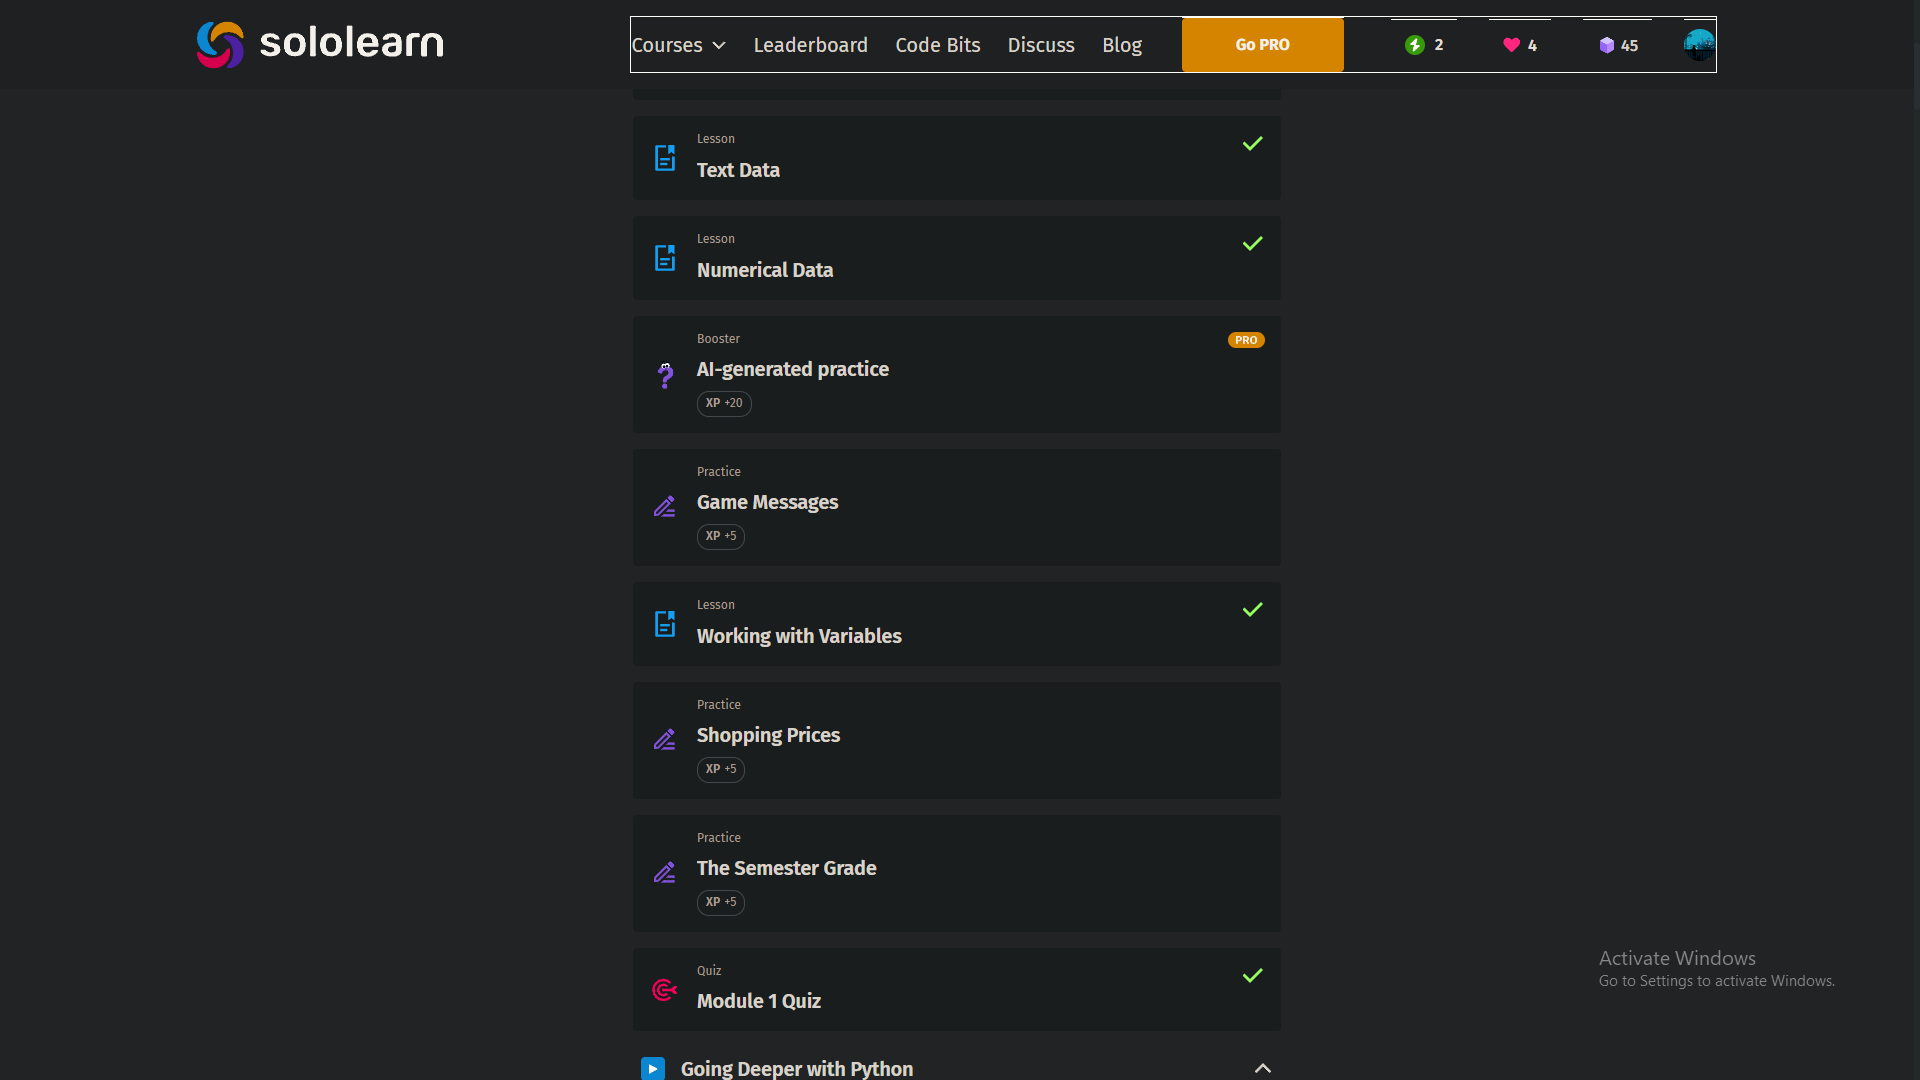 sololearn
Courses Leaderboard Code Bits Discuss Blog Go PRO 2 4 45
Lesson
Text Data
Lesson
Numerical Data
Booster
PRO
AI-generated practice
XP +20
Practice
Game Messages
XP +5
Lesson
Working with Variables
Practice
Shopping Prices
XP +5
Practice
The Semester Grade
XP +5
Quiz
Module 1 Quiz
Going Deeper with Python
Activate Windows
Go to Settings to activate Windows.